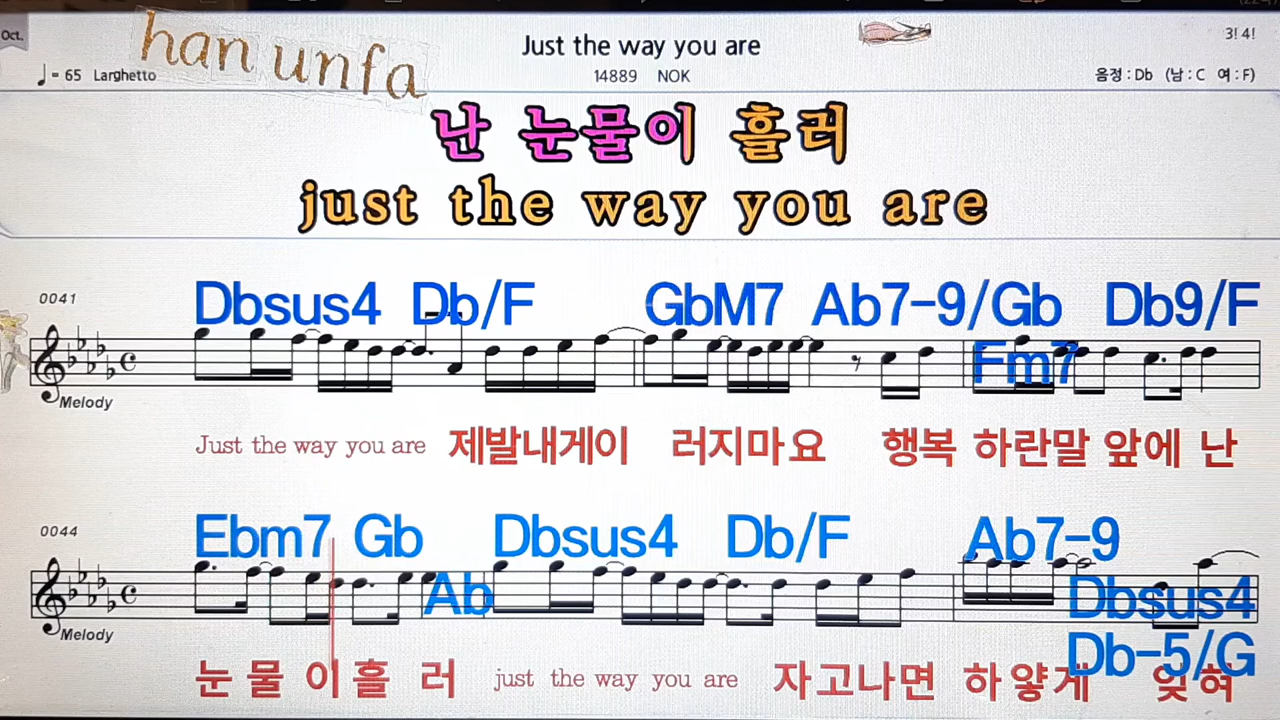 Oct.
han unfa
Just the way you are
3! 4!
♩= 65 Larghetto
14889 NOK
음정 : Db (남 : C 여 : F)
난 눈물이 흘러
just the way you are
0041
Dbsus4 Db/F GbM7 Ab7-9/Gb Db9/F
Fm7
Melody
Just the way you are 제발내게이 러지마요 행복 하란말 앞에 난
0044
Ebm7 Gb Dbsus4 Db/F Ab7-9
Ab Dbsus4
Melody
Db-5/G
눈 물 이 흘 러 just the way you are 자고나면 하얗게 잊혀